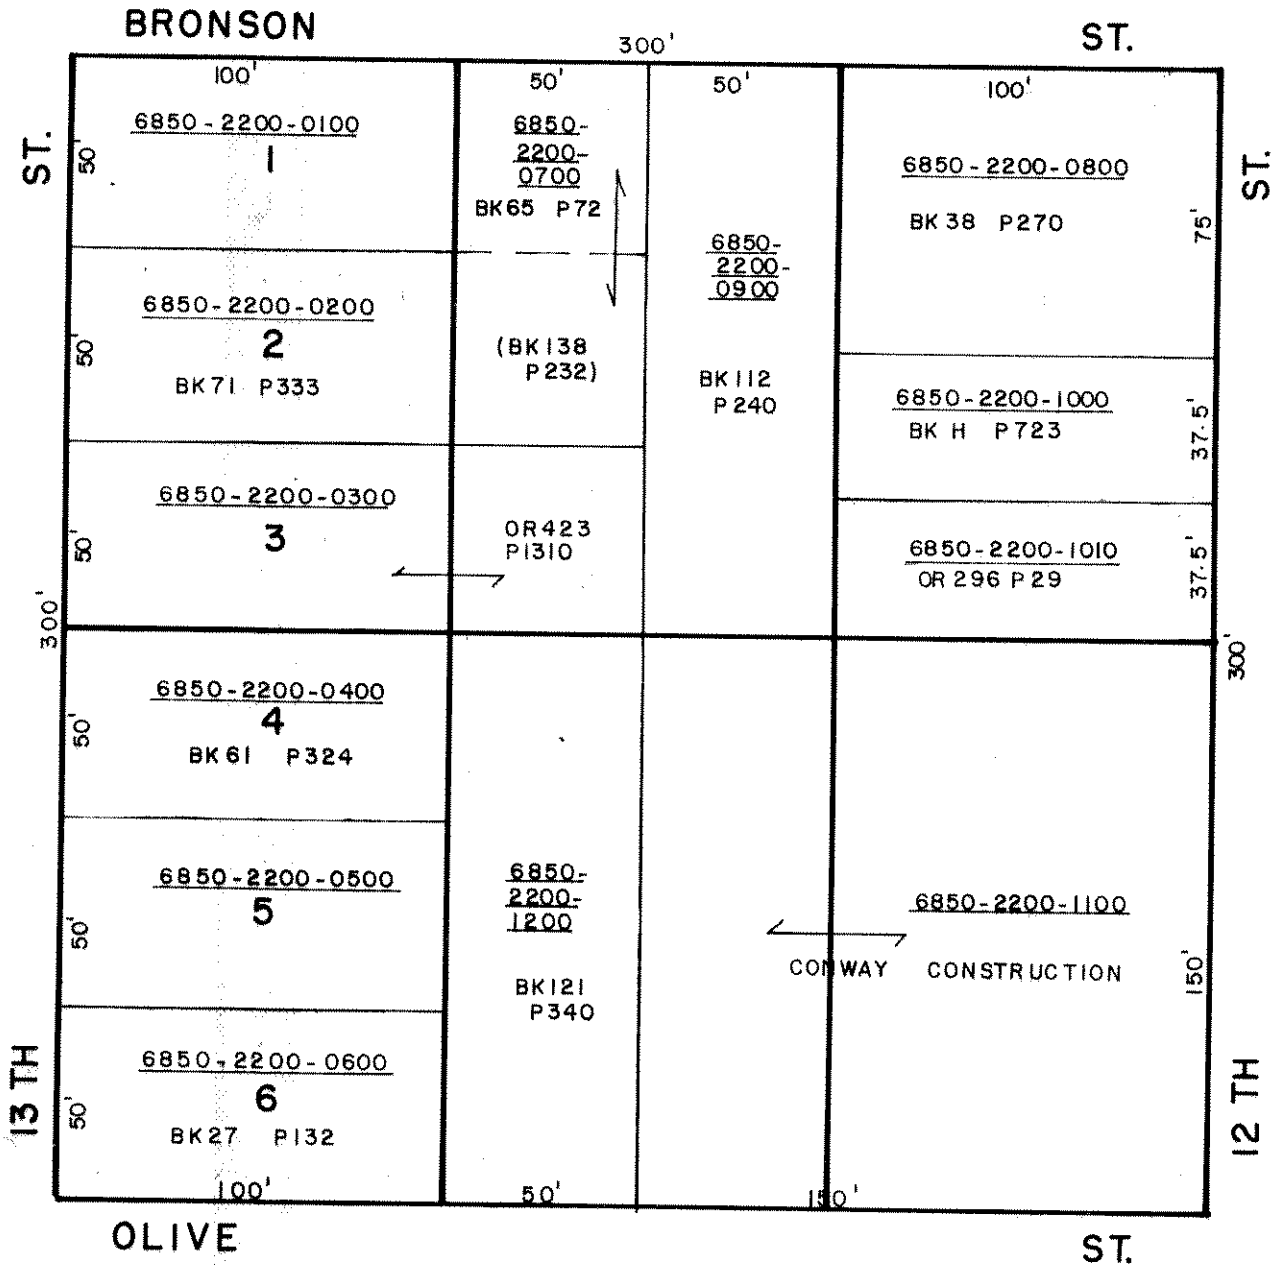 BRONSON ST.
300'
100' 50' 50' 100'
ST.
ST.
6850-2200-0100
1
50'
6850-
2200-
0700
BK65 P72
6850-2200-0800
BK 38 P270
75'
6850-
2200-
0900
6850-2200-0200
2
BK71 P333
50'
(BK138
P232)
BK112
P240
6850-2200-1000
BK H P723
37.5'
6850-2200-0300
3
50'
OR423
P1310
6850-2200-1010
OR 296 P29
37.5'
300'
300'
6850-2200-0400
4
BK61 P324
50'
6850-2200-0500
5
50'
6850-
2200-
1200
BK121
P340
6850-2200-1100
CONWAY CONSTRUCTION
150'
6850-2200-0600
6
BK27 P132
50'
13 TH
12 TH
100' 50' 150'
OLIVE ST.